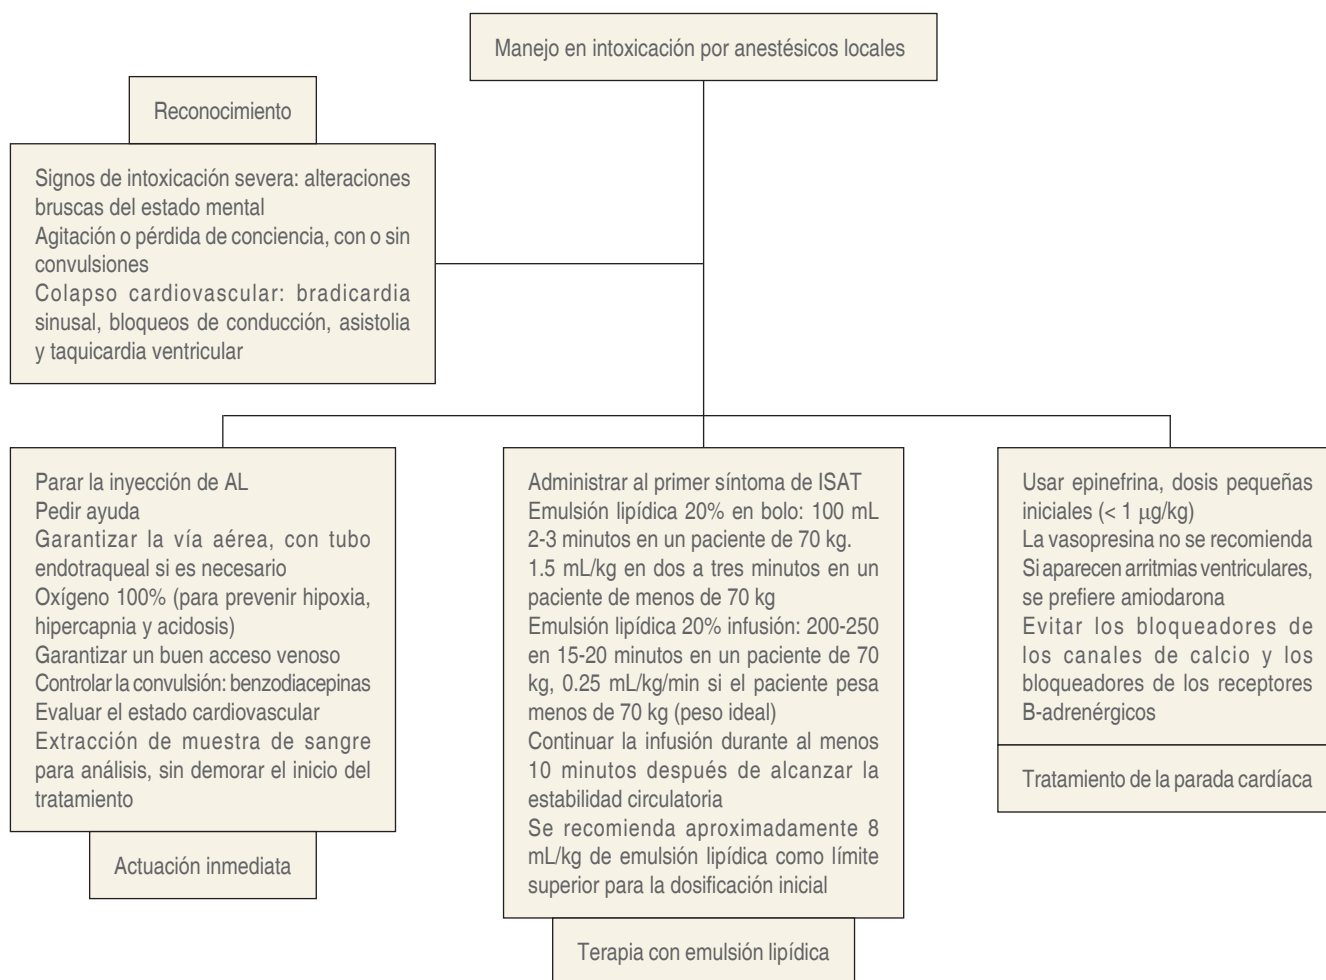 Manejo en intoxicación por anestésicos locales
Reconocimiento
Signos de intoxicación severa: alteraciones
bruscas del estado mental
Agitación o pérdida de conciencia, con o sin
convulsiones
Colapso cardiovascular: bradicardia
sinusal, bloqueos de conducción, asistolia
y taquicardia ventricular
Parar la inyección de AL
Pedir ayuda
Garantizar la vía aérea, con tubo
endotraqueal si es necesario
Oxígeno 100% (para prevenir hipoxia,
hipercapnia y acidosis)
Garantizar un buen acceso venoso
Controlar la convulsión: benzodiacepinas
Evaluar el estado cardiovascular
Extracción de muestra de sangre
para análisis, sin demorar el inicio del
tratamiento
Actuación inmediata
Administrar al primer síntoma de ISAT
Emulsión lipídica 20% en bolo: 100 mL
2-3 minutos en un paciente de 70 kg.
1.5 mL/kg en dos a tres minutos en un
paciente de menos de 70 kg
Emulsión lipídica 20% infusión: 200-250
en 15-20 minutos en un paciente de 70
kg, 0.25 mL/kg/min si el paciente pesa
menos de 70 kg (peso ideal)
Continuar la infusión durante al menos
10 minutos después de alcanzar la
estabilidad circulatoria
Se recomienda aproximadamente 8
mL/kg de emulsión lipídica como límite
superior para la dosificación inicial
Terapia con emulsión lipídica
Usar epinefrina, dosis pequeñas
iniciales (< 1 μg/kg)
La vasopresina no se recomienda
Si aparecen arritmias ventriculares,
se prefiere amiodarona
Evitar los bloqueadores de
los canales de calcio y los
bloqueadores de los receptores
B-adrenérgicos
Tratamiento de la parada cardíaca